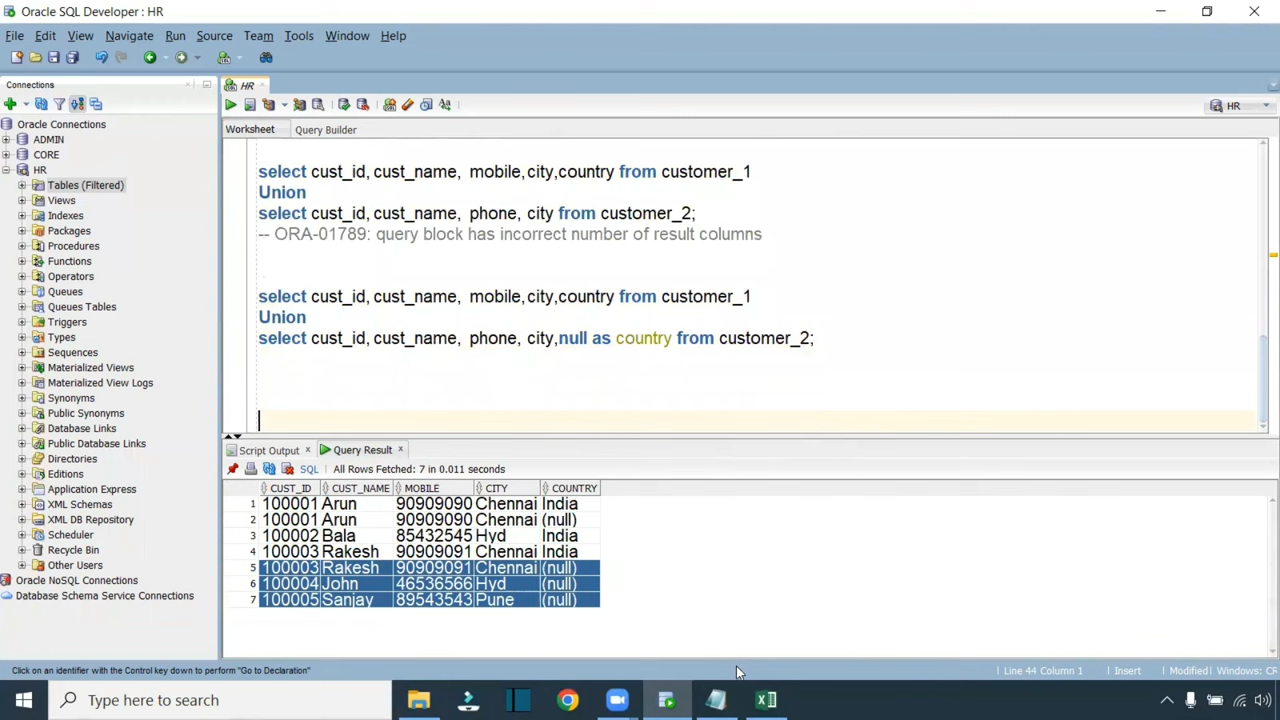 Oracle SQL Developer : HR
File Edit View Navigate Run Source Team Tools Window Help
Connections
HR
HR
Worksheet Query Builder
Oracle Connections
ADMIN
CORE
HR
Tables (Filtered)
Views
Indexes
Packages
Procedures
Functions
Operators
Queues
Queues Tables
Triggers
Types
Sequences
Materialized Views
Materialized View Logs
Synonyms
Public Synonyms
Database Links
Public Database Links
Directories
Editions
Application Express
XML Schemas
XML DB Repository
Scheduler
Recycle Bin
Other Users
Oracle NoSQL Connections
Database Schema Service Connections
select cust_id, cust_name, mobile,city,country from customer_1
Union
select cust_id, cust_name, phone, city from customer_2;
-- ORA-01789: query block has incorrect number of result columns
select cust_id, cust_name, mobile,city,country from customer_1
Union
select cust_id, cust_name, phone, city,null as country from customer_2;
Script Output × Query Result ×
SQL All Rows Fetched: 7 in 0.011 seconds
CUST_ID CUST_NAME MOBILE CITY COUNTRY
1 100001 Arun 90909090 Chennai India
2 100001 Arun 90909090 Chennai (null)
3 100002 Bala 85432545 Hyd India
4 100003 Rakesh 90909091 Chennai India
5 100003 Rakesh 90909091 Chennai (null)
6 100004 John 46536566 Hyd (null)
7 100005 Sanjay 89543543 Pune (null)
Click on an identifier with the Control key down to perform "Go to Declaration"
Line 44 Column 1 Insert Modified Windows: CR
Type here to search